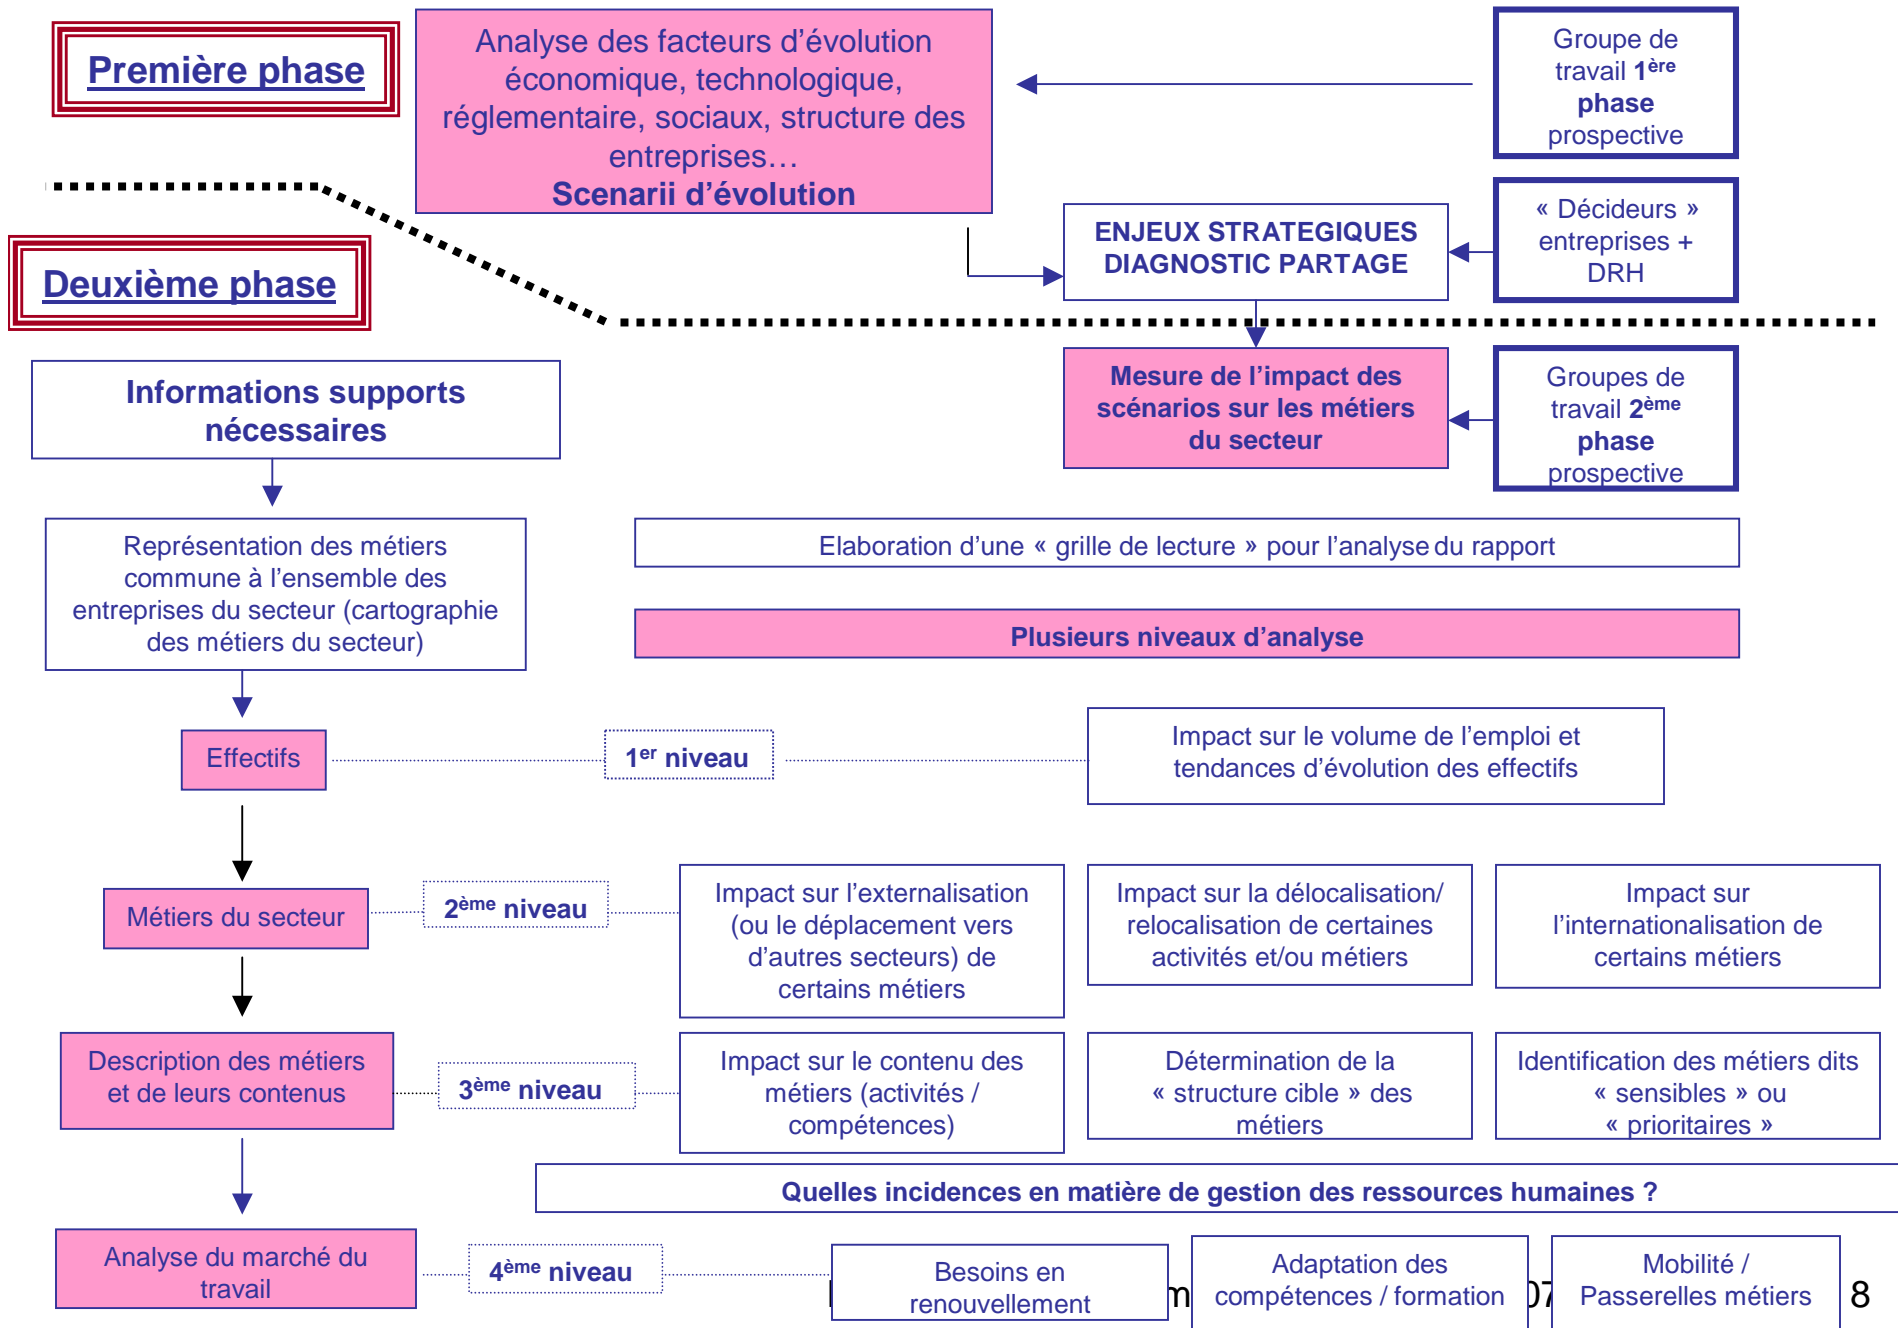 Première phase
Analyse des facteurs d’évolution
économique, technologique,
réglementaire, sociaux, structure des
entreprises…
Scenarii d’évolution
Groupe de
travail 1ère
phase
prospective
Deuxième phase
ENJEUX STRATEGIQUES
DIAGNOSTIC PARTAGE
« Décideurs »
entreprises +
DRH
Informations supports
nécessaires
Mesure de l’impact des
scénarios sur les métiers
du secteur
Groupes de
travail 2ème
phase
prospective
Représentation des métiers
commune à l’ensemble des
entreprises du secteur (cartographie
des métiers du secteur)
Elaboration d’une « grille de lecture » pour l’analyse du rapport
Plusieurs niveaux d’analyse
Effectifs
1er niveau
Impact sur le volume de l’emploi et
tendances d’évolution des effectifs
Métiers du secteur
2ème niveau
Impact sur l’externalisation
(ou le déplacement vers
d’autres secteurs) de
certains métiers
Impact sur la délocalisation/
relocalisation de certaines
activités et/ou métiers
Impact sur
l’internationalisation de
certains métiers
Description des métiers
et de leurs contenus
3ème niveau
Impact sur le contenu des
métiers (activités /
compétences)
Détermination de la
« structure cible » des
métiers
Identification des métiers dits
« sensibles » ou
« prioritaires »
Quelles incidences en matière de gestion des ressources humaines ?
Analyse du marché du
travail
4ème niveau
Besoins en
renouvellement
Adaptation des
compétences / formation
Mobilité /
Passerelles métiers
8